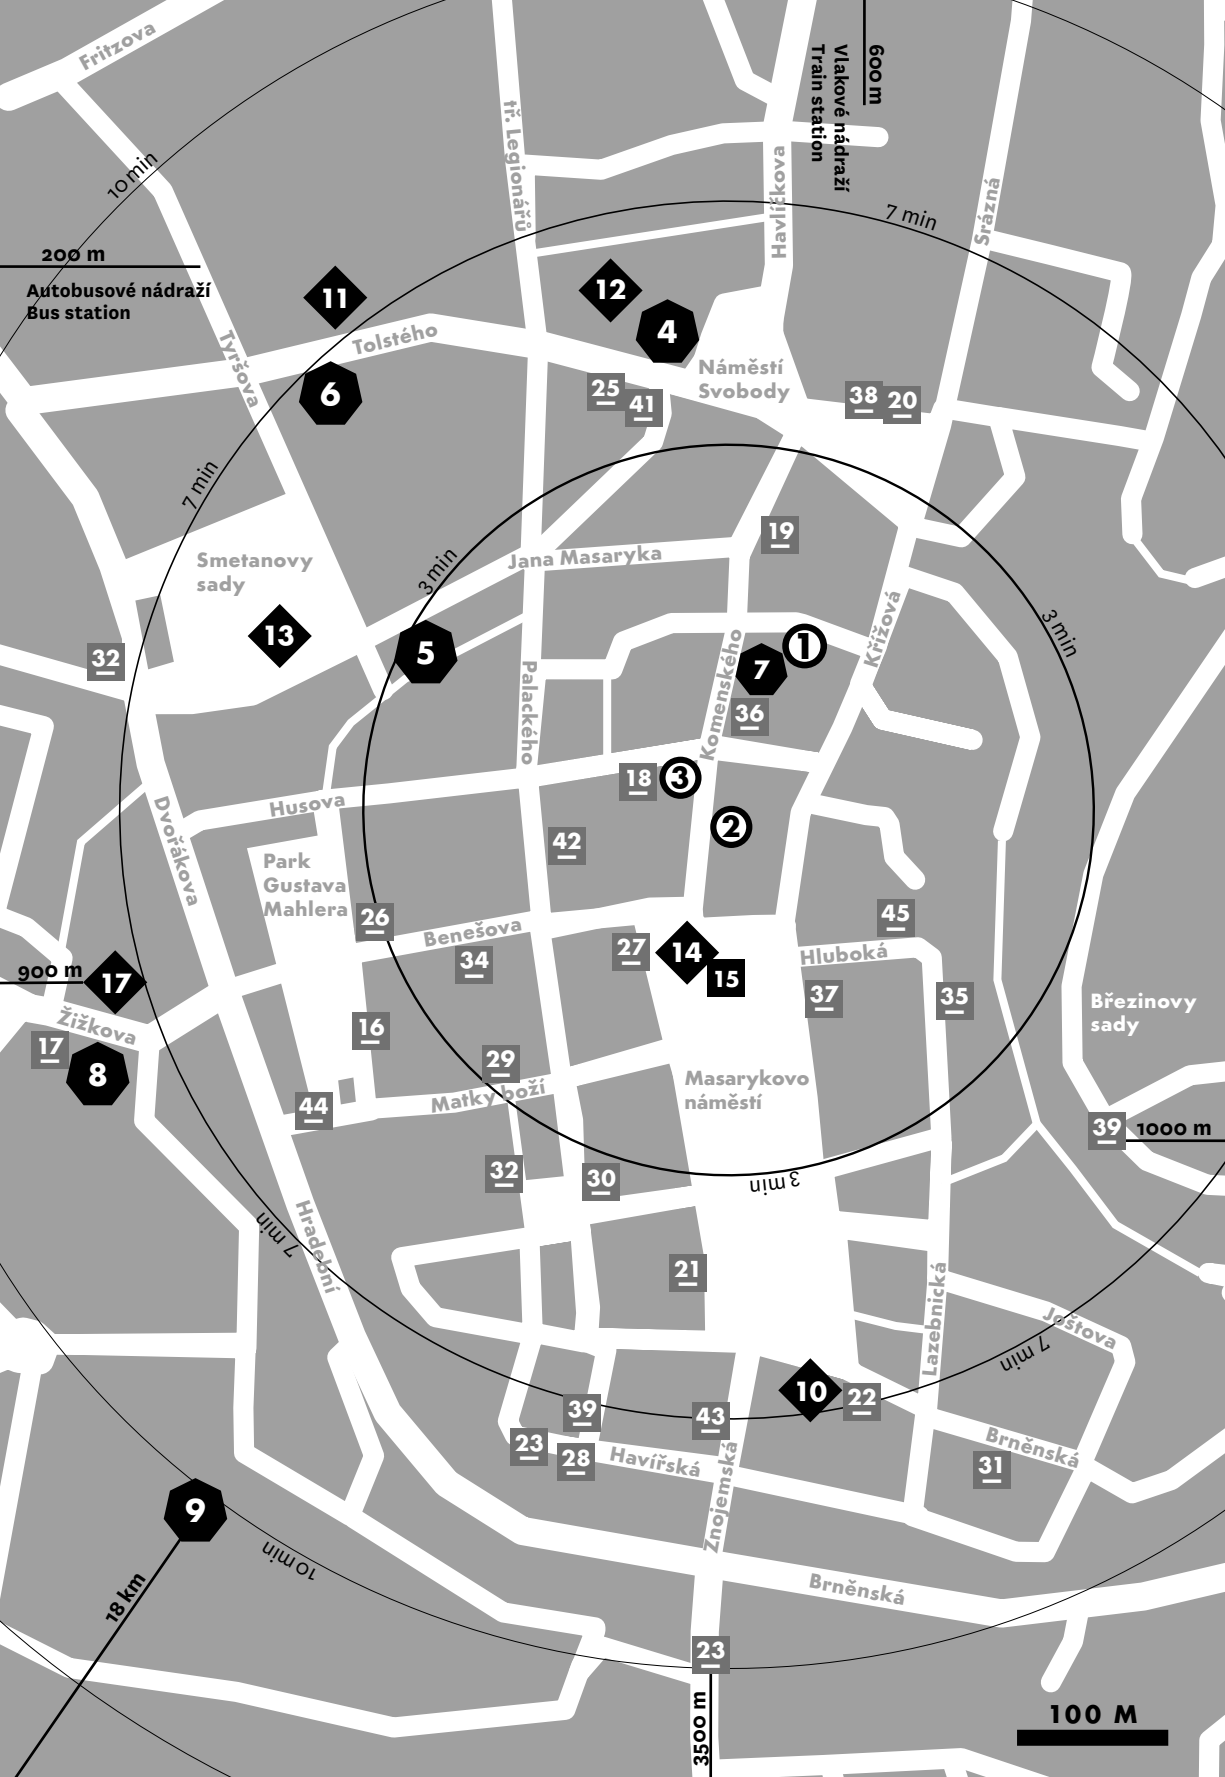 Fritzova
tř. Legionářů
600 m
Vlakové nádraží
Train station
Havlíčkova
10 min
Srázná
7 min
200 m
Autobusové nádraží
Bus station
11
12
4
Tyršova
Tolstého
Náměstí
Svobody
6
25
41
38
20
7 min
19
Smetanovy
sady
3 min
Jana Masaryka
13
5
32
Křížová
3 min
1
7
Komenského
Palackého
36
18
3
Husova
2
Dvořákova
42
Park
Gustava
Mahlera
26
Benešova
45
34
27
14
15
Hluboká
900 m
17
37
35
Březinovy
sady
Žižkova
16
17
8
29
Masarykovo
náměstí
Matky boží
44
39
1000 m
32
30
3 min
7 min
Hradební
21
Lazebnická
Joštova
7 min
10
22
39
43
23
28
Havířská
Brněnská
31
Znojemská
9
10 min
18 km
Brněnská
23
3500 m
100 M